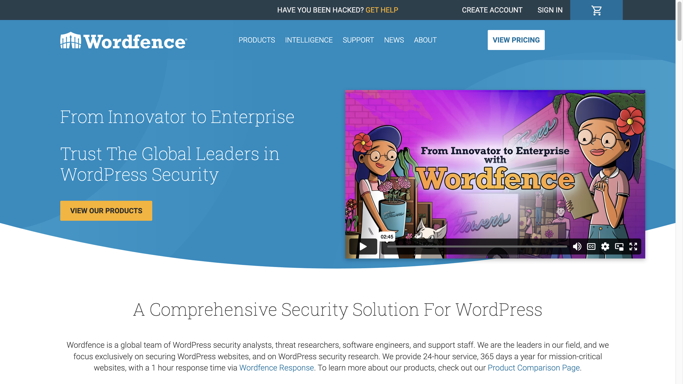 HAVE YOU BEEN HACKED? GET HELP
CREATE ACCOUNT
SIGN IN
Wordfence
PRODUCTS
INTELLIGENCE
SUPPORT
NEWS
ABOUT
VIEW PRICING
From Innovator to Enterprise
Trust The Global Leaders in
WordPress Security
VIEW OUR PRODUCTS
From Innovator to Enterprise
with
Wordfence
Flowers
02:45
CC
A Comprehensive Security Solution For WordPress
Wordfence is a global team of WordPress security analysts, threat researchers, software engineers, and support staff. We are the leaders in our field, and we
focus exclusively on securing WordPress websites, and on WordPress security research. We provide 24-hour service, 365 days a year for mission-critical
websites, with a 1 hour response time via Wordfence Response. To learn more about our products, check out our Product Comparison Page.